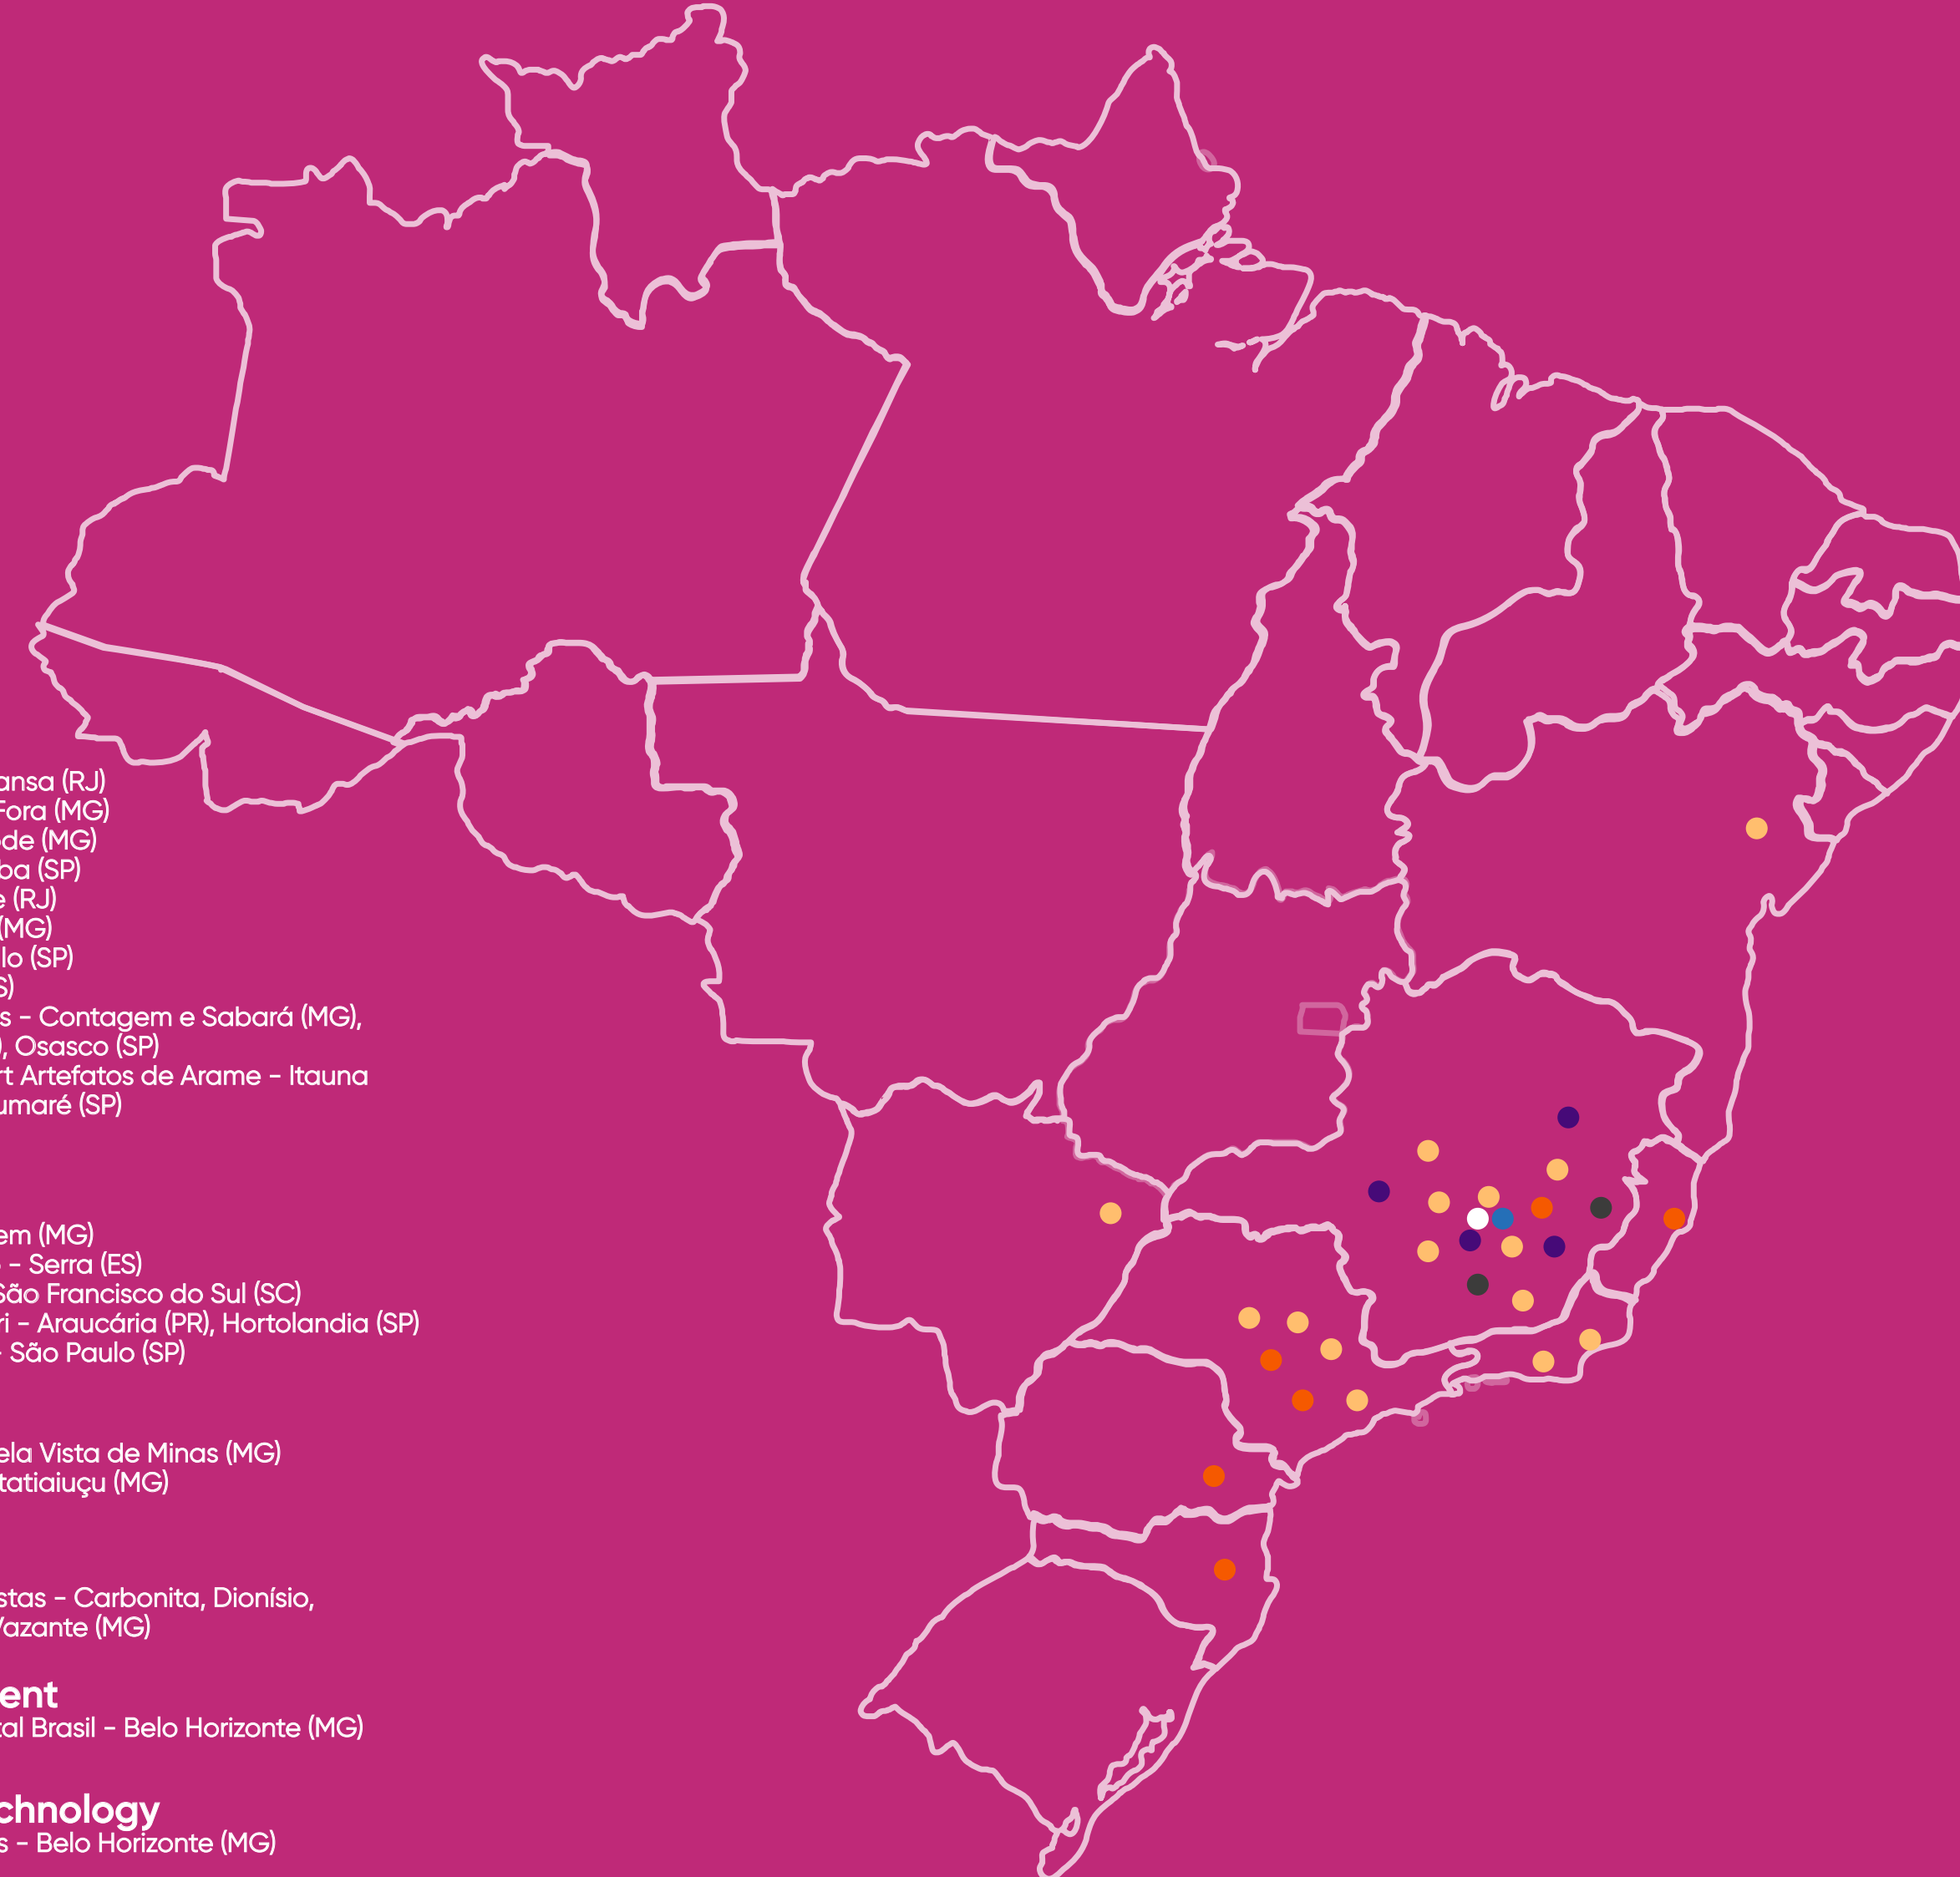 ansa (RJ)
Fora (MG)
de (MG)
ba (SP)
e (RJ)
(MG)
lo (SP)
S)
s - Contagem e Sabará (MG),
), Osasco (SP)
rt Artefatos de Arame - Itauna
umaré (SP)
em (MG)
- Serra (ES)
São Francisco do Sul (SC)
ri - Araucária (PR), Hortolandia (SP)
- São Paulo (SP)
ela Vista de Minas (MG)
tatiaiuçu (MG)
stas - Carbonita, Dionísio,
Vazante (MG)
ent
tal Brasil - Belo Horizonte (MG)
chnology
s - Belo Horizonte (MG)